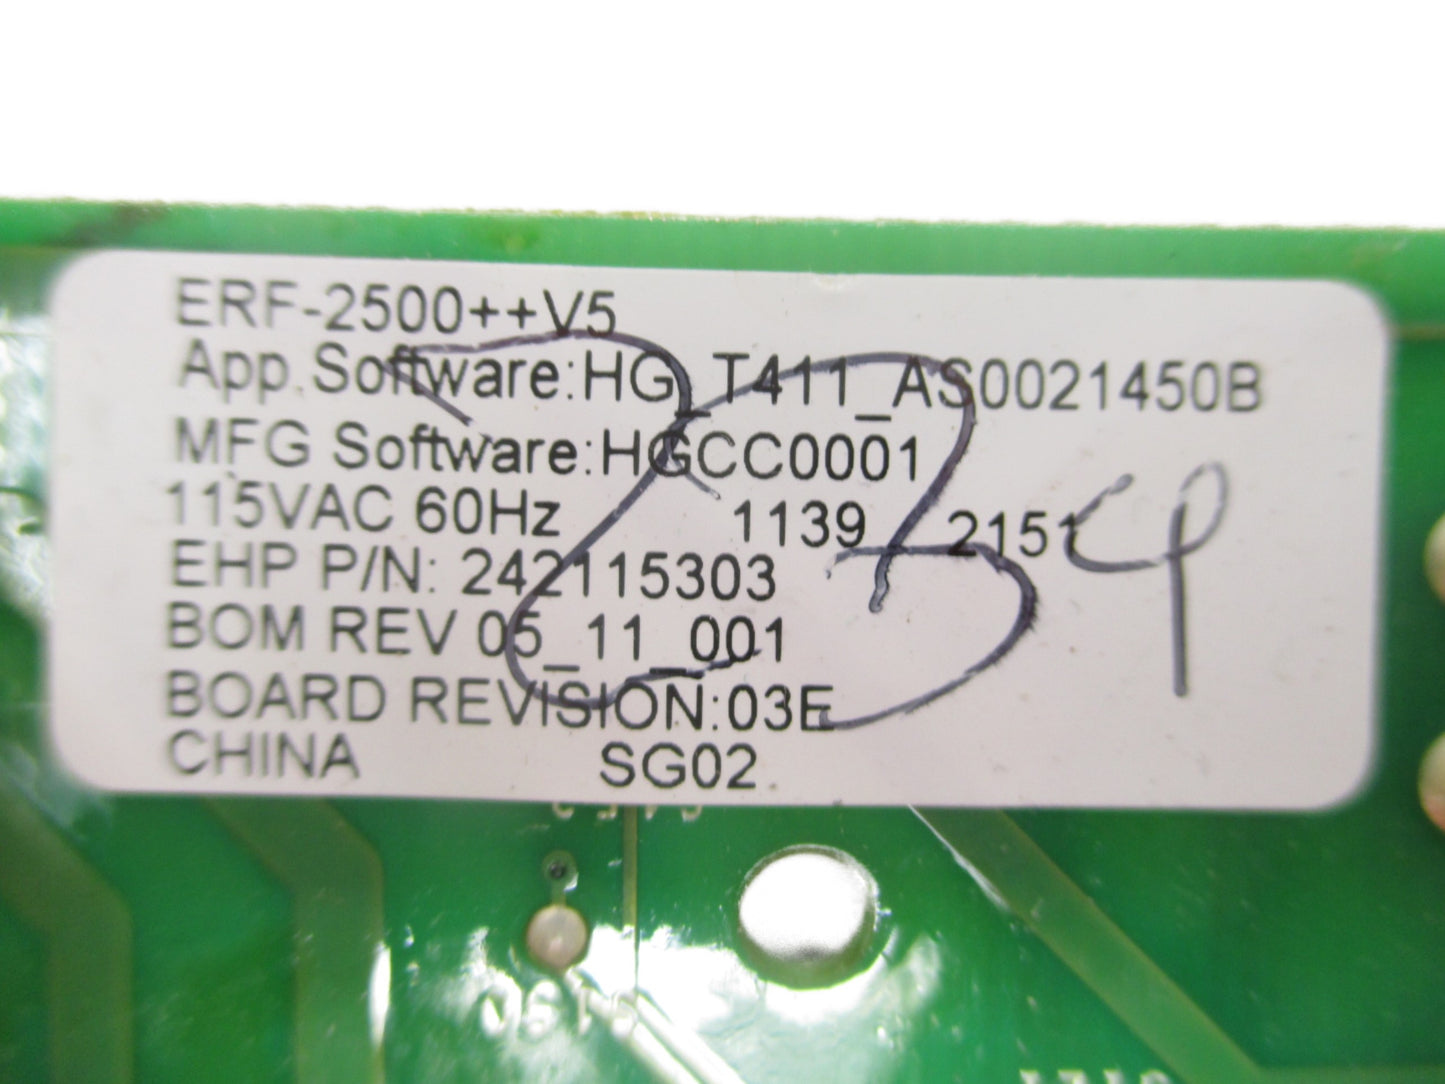 ERF-2500++V5
App.Software:HG_T411_AS0021450B
MFG Software:HGCC0001
115VAC 60Hz 1139 2151
EHP P/N: 242115303
BOM REV 05_11_001
BOARD REVISION:03E
CHINA SG02